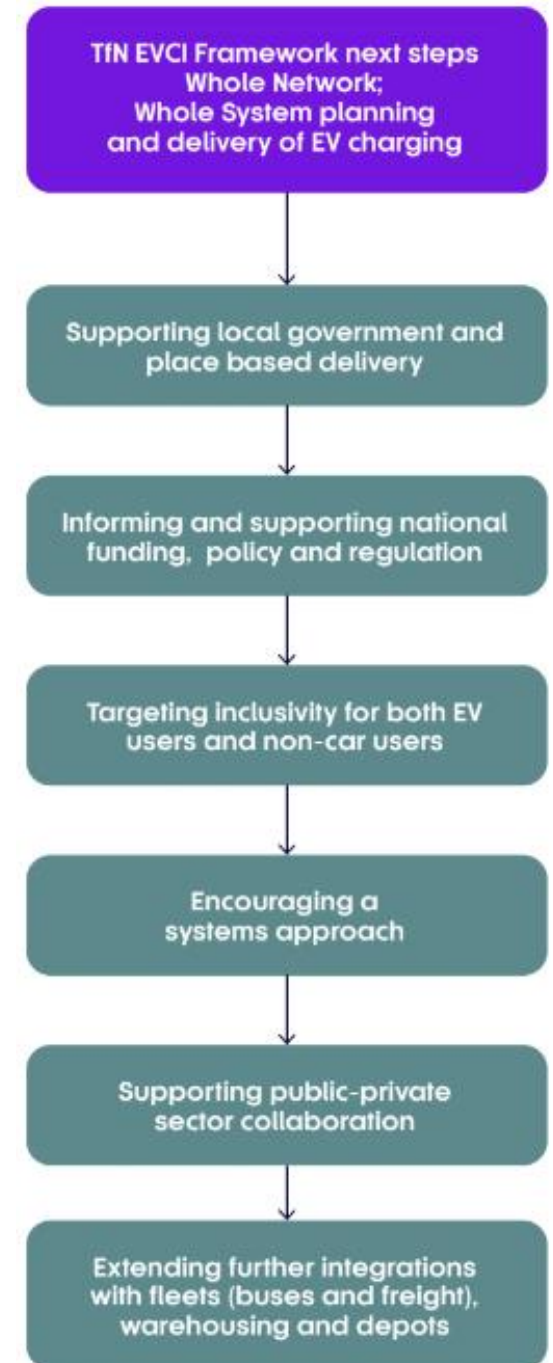 TfN EVCI Framework next steps
Whole Network;
Whole System planning
and delivery of EV charging
Supporting local government and
place based delivery
Informing and supporting national
funding, policy and regulation
Targeting inclusivity for both EV
users and non-car users
Encouraging a
systems approach
Supporting public-private
sector collaboration
Extending further integrations
with fleets (buses and freight),
warehousing and depots